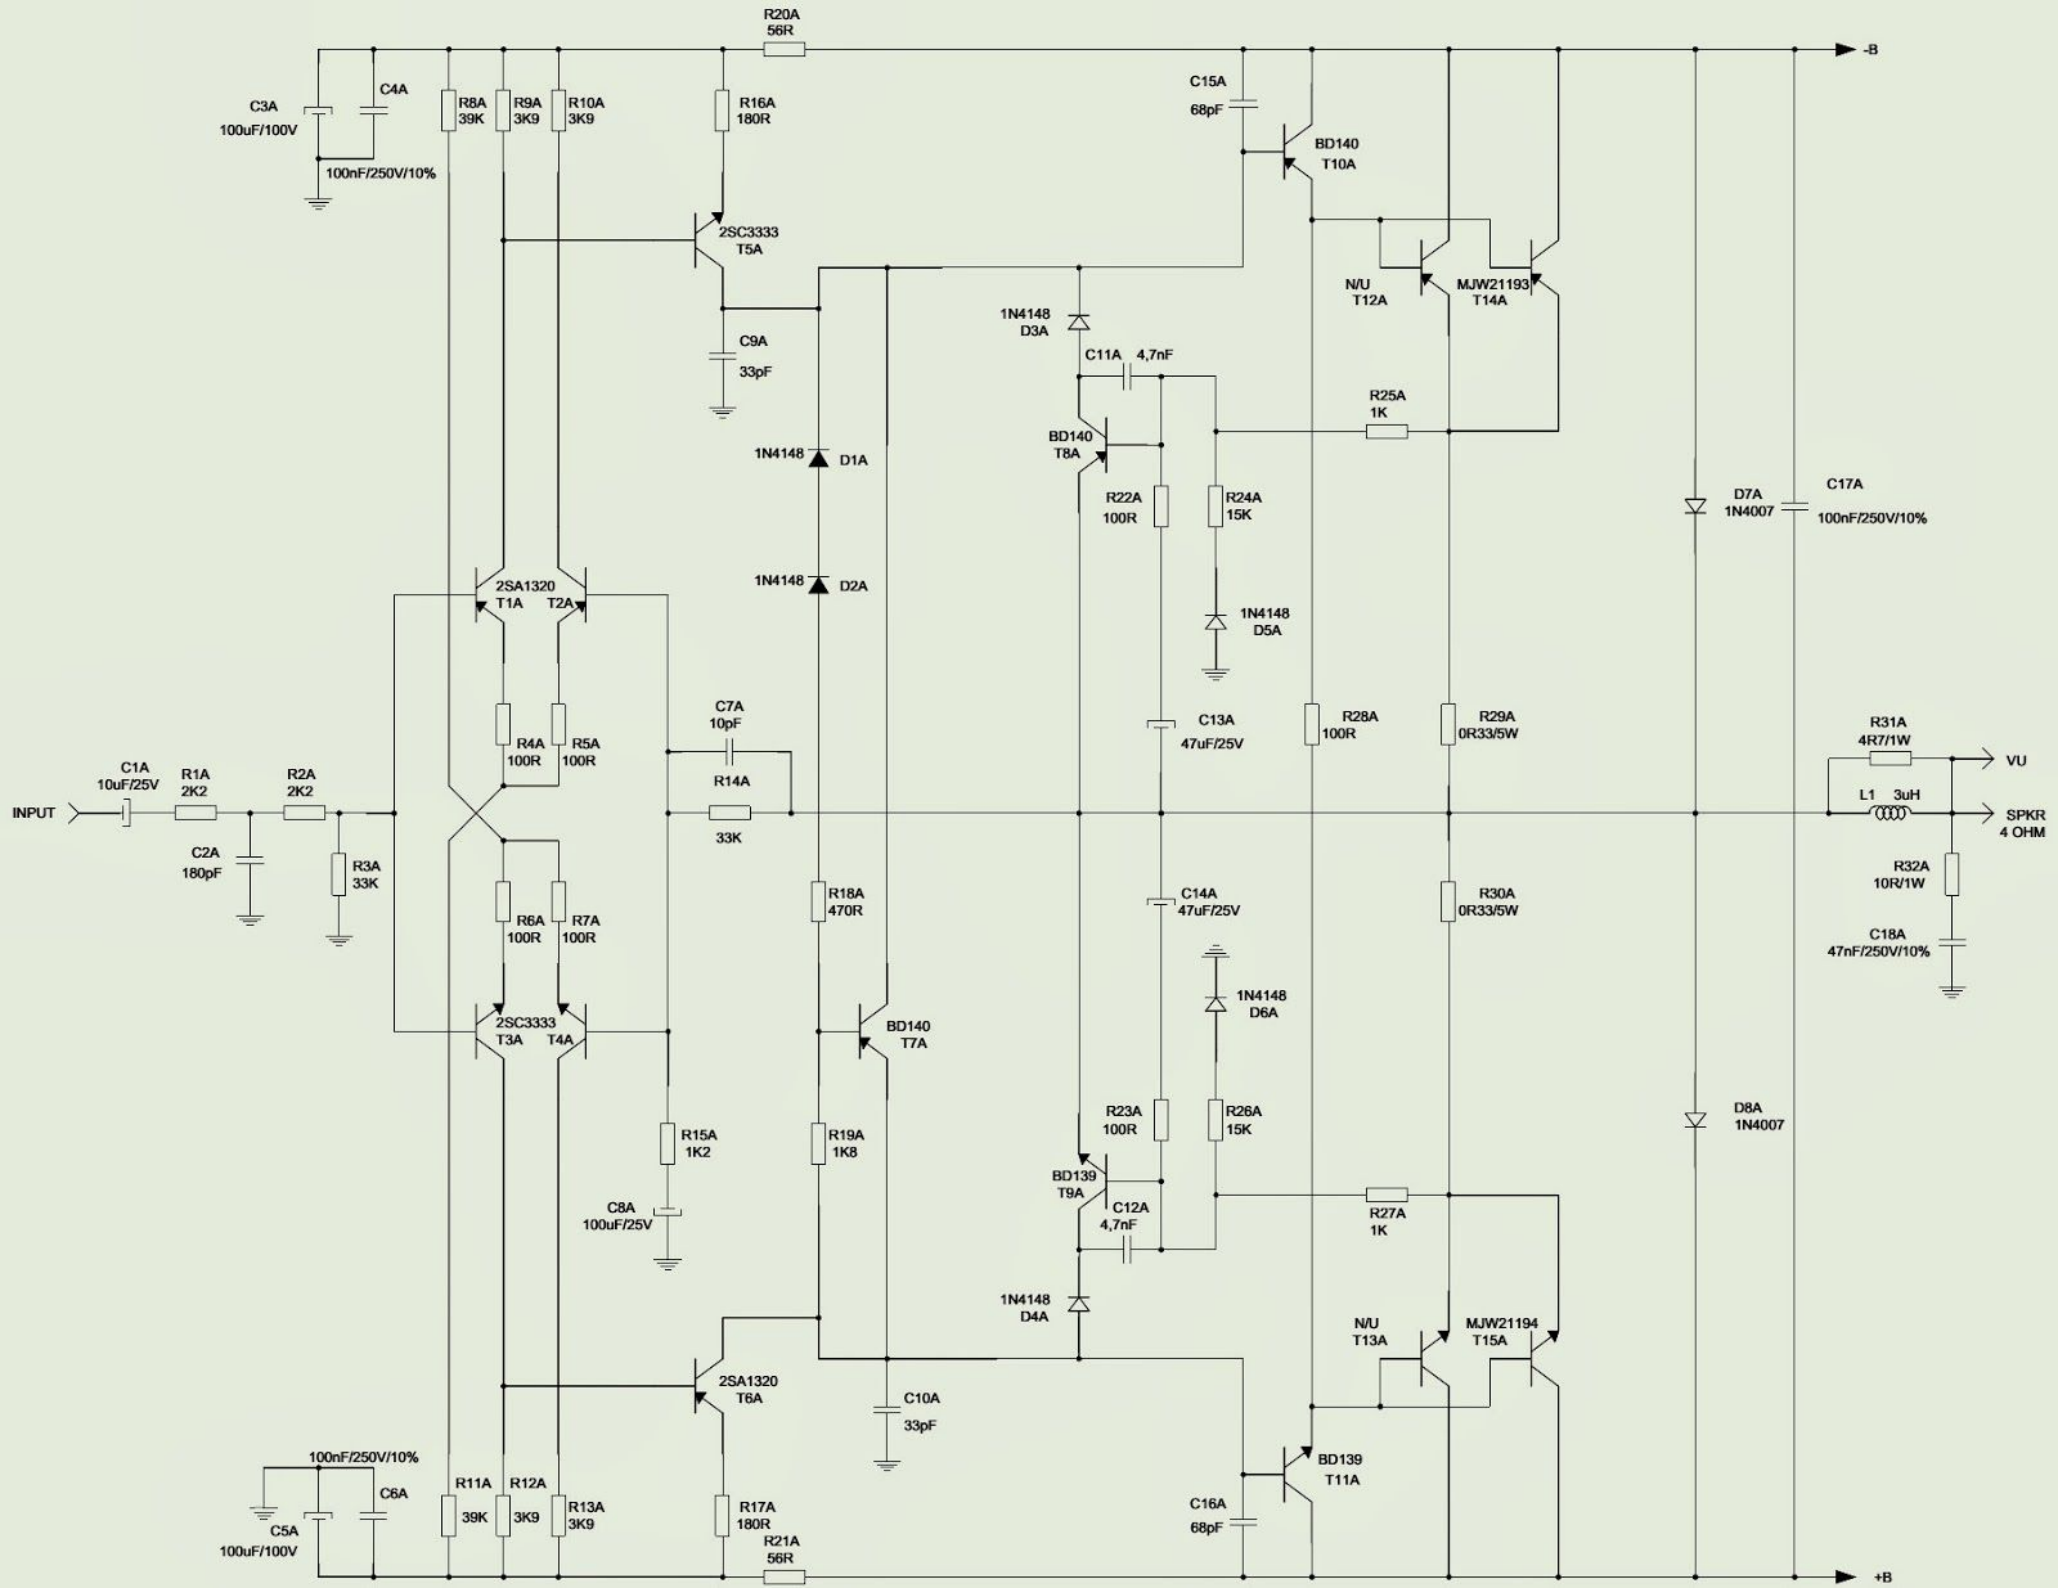 R20A
56R
-B
C3A
100uF/100V
C4A
100nF/250V/10%
R8A
39K
R9A
3K9
R10A
3K9
R16A
180R
C15A
68pF
BD140
T10A
2SC3333
T5A
N/U
T12A
MJW21193
T14A
1N4148
D3A
C9A
33pF
C11A
4,7nF
R25A
1K
1N4148
D1A
BD140
T8A
R22A
100R
R24A
15K
D7A
1N4007
C17A
100nF/250V/10%
2SA1320
T1A
T2A
1N4148
D2A
1N4148
D5A
R4A
100R
R5A
100R
C7A
10pF
C13A
47uF/25V
R28A
100R
R29A
0R33/5W
R31A
4R7/1W
VU
INPUT
C1A
10uF/25V
R1A
2K2
R2A
2K2
R14A
33K
L1
3uH
SPKR
4 OHM
C2A
180pF
R3A
33K
R6A
100R
R7A
100R
R18A
470R
C14A
47uF/25V
R30A
0R33/5W
R32A
10R/1W
C18A
47nF/250V/10%
2SC3333
T3A
T4A
BD140
T7A
1N4148
D6A
R15A
1K2
R19A
1K8
R23A
100R
R26A
15K
D8A
1N4007
BD139
T9A
C12A
4,7nF
R27A
1K
C8A
100uF/25V
1N4148
D4A
N/U
T13A
MJW21194
T15A
2SA1320
T6A
C10A
33pF
BD139
T11A
100nF/250V/10%
C6A
C5A
100uF/100V
R11A
39K
R12A
3K9
R13A
3K9
R17A
180R
C16A
68pF
R21A
56R
+B